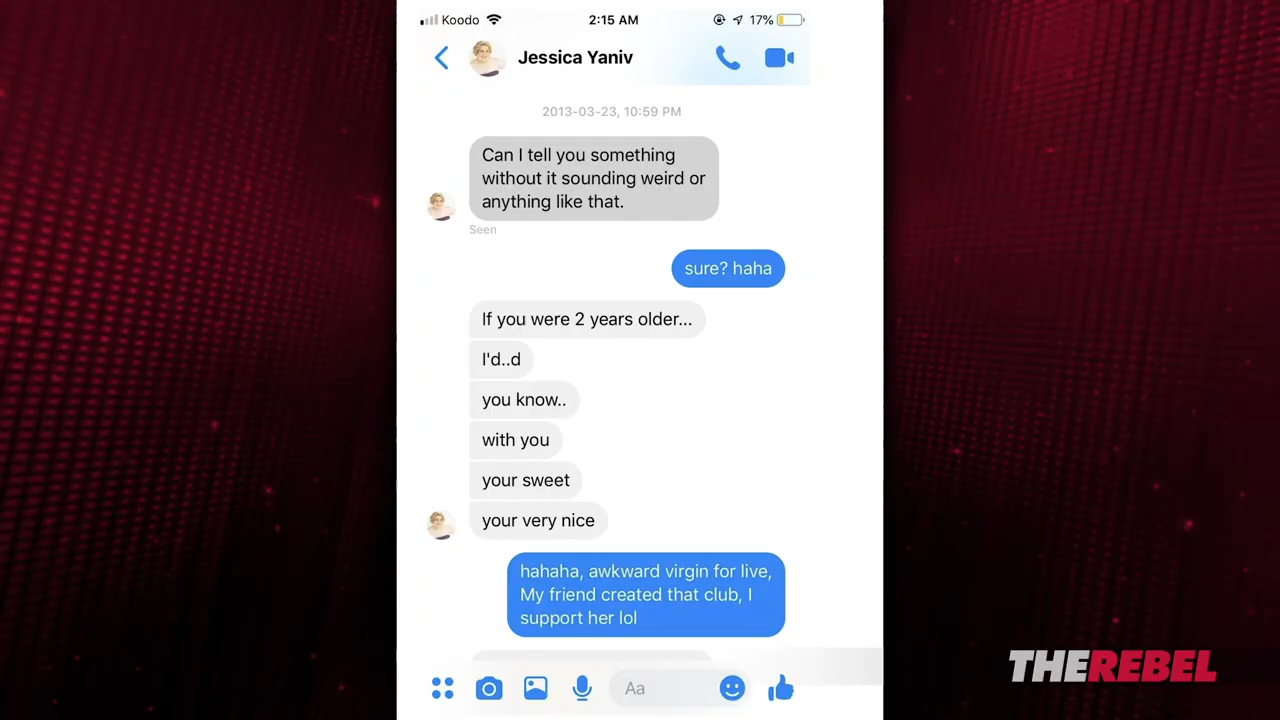 Koodo 2:15 AM 17%
Jessica Yaniv
2013-03-23, 10:59 PM
Can I tell you something
without it sounding weird or
anything like that.
Seen
sure? haha
If you were 2 years older...
I'd..d
you know..
with you
your sweet
your very nice
hahaha, awkward virgin for live,
My friend created that club, I
support her lol
Aa
THEREBEL